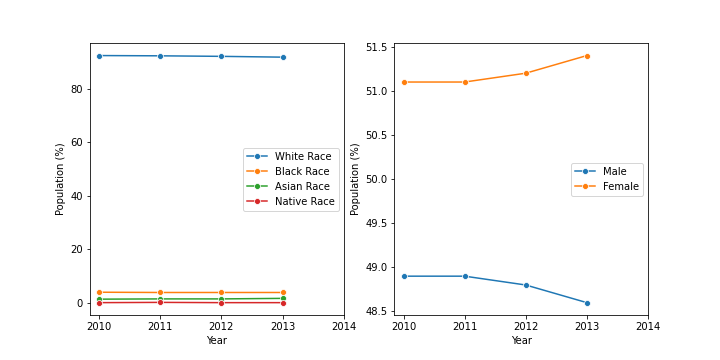 80
60
40
20
0
Population (%)
2010 2011 2012 2013 2014
Year
White Race
Black Race
Asian Race
Native Race
51.5
51.0
50.5
50.0
49.5
49.0
48.5
Population (%)
2010 2011 2012 2013 2014
Year
Male
Female